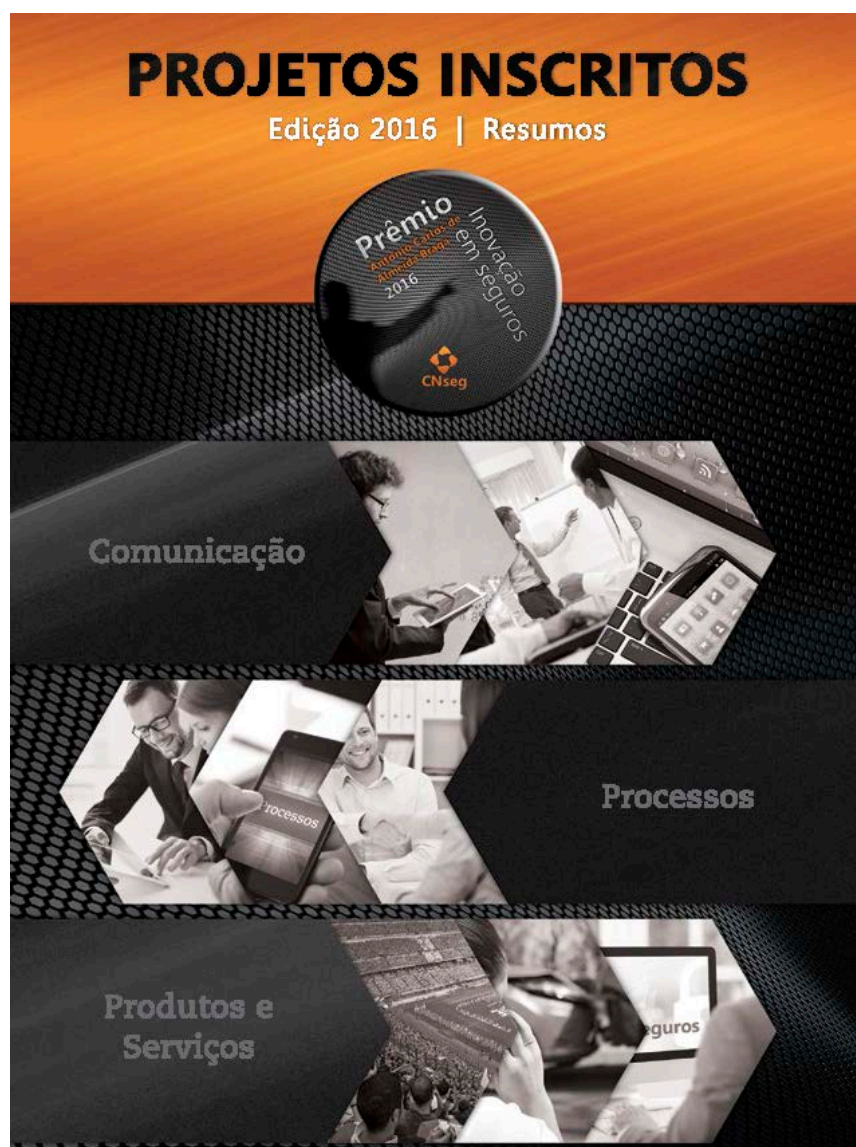 PROJETOS INSCRITOS
Edição 2016 | Resumos
Prêmio
Antonio Carlos de
Almeida Braga
2016
Inovação
em seguros
CNseg
Comunicação
Processos
Processos
Produtos e
Serviços
eguros